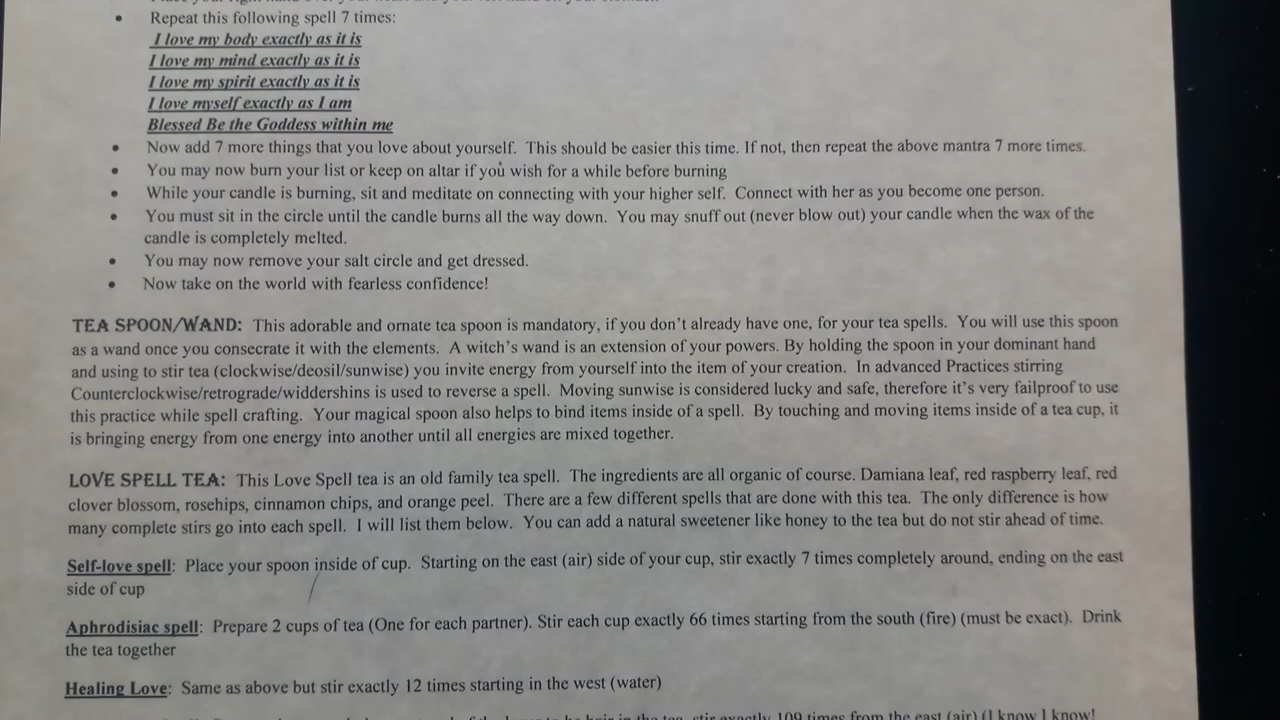 • Repeat this following spell 7 times:
I love my body exactly as it is
I love my mind exactly as it is
I love my spirit exactly as it is
I love myself exactly as I am
Blessed Be the Goddess within me
• Now add 7 more things that you love about yourself. This should be easier this time. If not, then repeat the above mantra 7 more times.
• You may now burn your list or keep on altar if you wish for a while before burning
• While your candle is burning, sit and meditate on connecting with your higher self. Connect with her as you become one person.
• You must sit in the circle until the candle burns all the way down. You may snuff out (never blow out) your candle when the wax of the
candle is completely melted.
• You may now remove your salt circle and get dressed.
• Now take on the world with fearless confidence!
TEA SPOON/WAND: This adorable and ornate tea spoon is mandatory, if you don't already have one, for your tea spells. You will use this spoon
as a wand once you consecrate it with the elements. A witch's wand is an extension of your powers. By holding the spoon in your dominant hand
and using to stir tea (clockwise/deosil/sunwise) you invite energy from yourself into the item of your creation. In advanced Practices stirring
Counterclockwise/retrograde/widdershins is used to reverse a spell. Moving sunwise is considered lucky and safe, therefore it's very failproof to use
this practice while spell crafting. Your magical spoon also helps to bind items inside of a spell. By touching and moving items inside of a tea cup, it
is bringing energy from one energy into another until all energies are mixed together.
LOVE SPELL TEA: This Love Spell tea is an old family tea spell. The ingredients are all organic of course. Damiana leaf, red raspberry leaf, red
clover blossom, rosehips, cinnamon chips, and orange peel. There are a few different spells that are done with this tea. The only difference is how
many complete stirs go into each spell. I will list them below. You can add a natural sweetener like honey to the tea but do not stir ahead of time.
Self-love spell: Place your spoon inside of cup. Starting on the east (air) side of your cup, stir exactly 7 times completely around, ending on the east
side of cup
Aphrodisiac spell: Prepare 2 cups of tea (One for each partner). Stir each cup exactly 66 times starting from the south (fire) (must be exact). Drink
the tea together
Healing Love: Same as above but stir exactly 12 times starting in the west (water)
in the tea, stir exactly 109 times from the east (air) (I know I know!